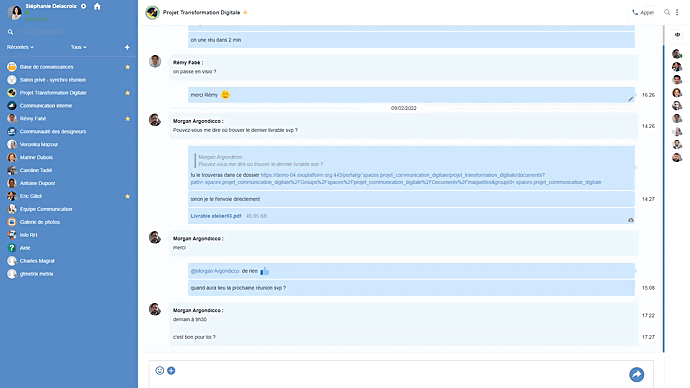 Stéphanie Delacroix
Récentes
Tous
+
Base de connaissances
Salon privé - synchro réunion
Projet Transformation Digitale
Communication interne
Rémy Fabé
Communauté des designeurs
Veronika Mazour
Marine Dubois
Caroline Tadié
Antoine Dupont
Eric Gillot
Equipe Communication
Galerie de photos
Info RH
Aide
Charles Magraf
gimetrix metrix
Projet Transformation Digitale
Appel
on une réu dans 2 min
Rémy Fabé :
on passe en visio ?
merci Rémy
16:26
09/02/2022
Morgan Argondicco :
Pouvez-vous me dire où trouver le dernier livrable svp ?
14:25
Morgan Argondicco
Pouvez-vous me dire où trouver le dernier livrable svp ?
tu le trouveras dans ce dossier https://demo-04.exoplatform.org:443/portal/g/:spaces:projet_communication_digitale/projet_transformation_digitale/documents?
path=.spaces.projet_communication_digitale%2FGroups%2Fspaces%2Fprojet_communication_digitale%2FDocuments%2Fmaquettes&groupId=:spaces:projet_communication_digitale
sinon je te l'envoie directement
14:27
Livrable atelier#3.pdf 45.95 KB
Morgan Argondicco :
merci
@Morgan Argondicco de rien
quand aura lieu la prochaine réunion svp ?
15:08
Morgan Argondicco :
demain à 9h30
17:22
c'est bon pour toi ?
17:27